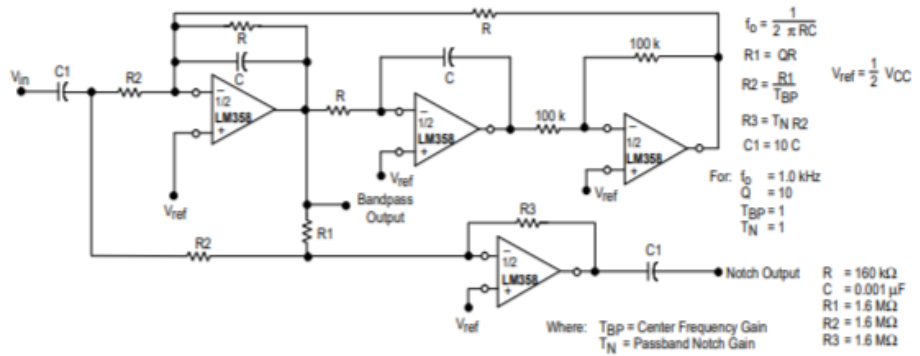 R
R
C
Vin
C1
R2
1/2
LM358
Vref
R
C
1/2
LM358
Vref
100 k
100 k
1/2
LM358
Vref
Bandpass
Output
R1
R2
R3
1/2
LM358
Vref
C1
Notch Output
fo = 1 / 2 π RC
R1 = QR
R2 = R1 / TBP
R3 = TN R2
C1 = 10 C
Vref = 1/2 VCC
For: fo = 1.0 kHz
Q = 10
TBP = 1
TN = 1
R = 160 kΩ
C = 0.001 μF
R1 = 1.6 MΩ
R2 = 1.6 MΩ
R3 = 1.6 MΩ
Where: TBP = Center Frequency Gain
TN = Passband Notch Gain